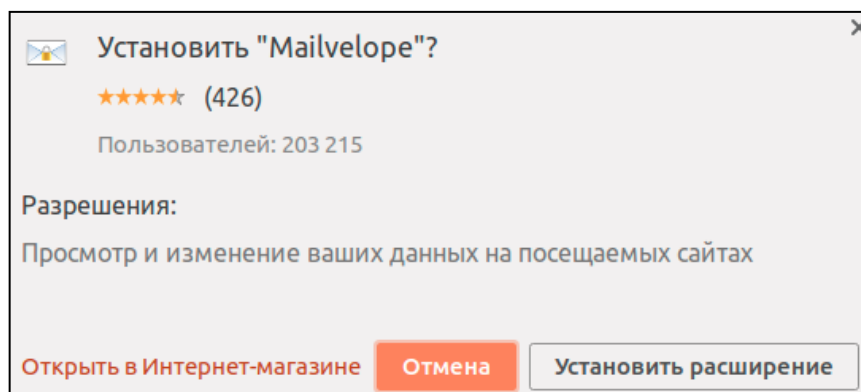 Установить "Mailvelope"?
(426)
Пользователей: 203 215
Разрешения:
Просмотр и изменение ваших данных на посещаемых сайтах
Открыть в Интернет-магазине Отмена Установить расширение